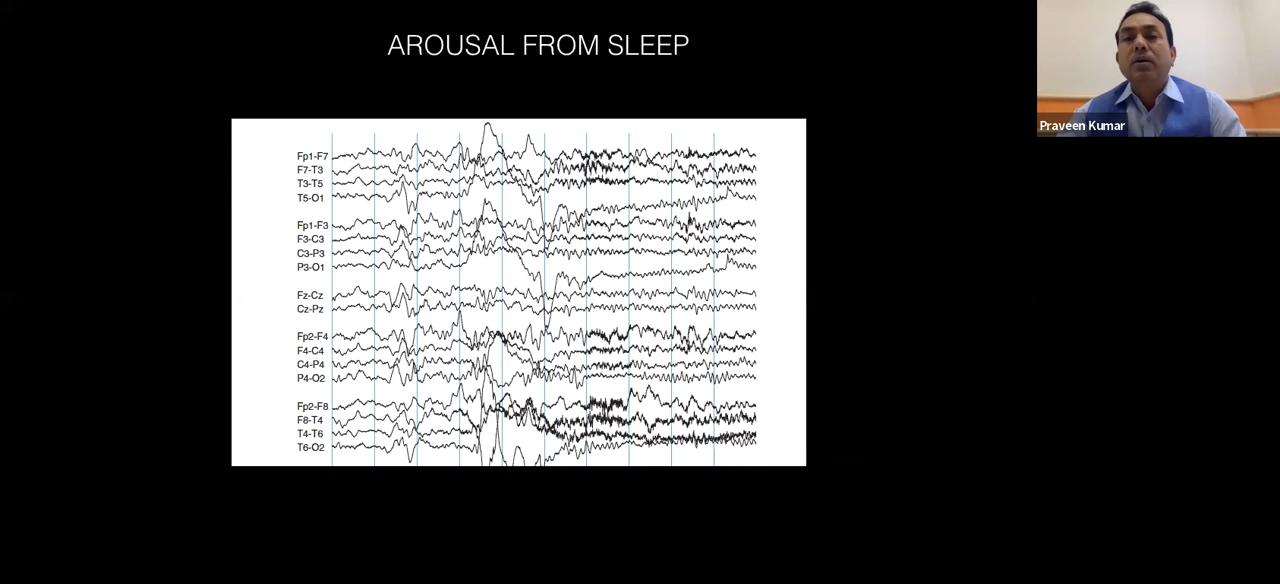 AROUSAL FROM SLEEP
Praveen Kumar
Fp1-F7
F7-T3
T3-T5
T5-O1
Fp1-F3
F3-C3
C3-P3
P3-O1
Fz-Cz
Cz-Pz
Fp2-F4
F4-C4
C4-P4
P4-O2
Fp2-F8
F8-T4
T4-T6
T6-O2